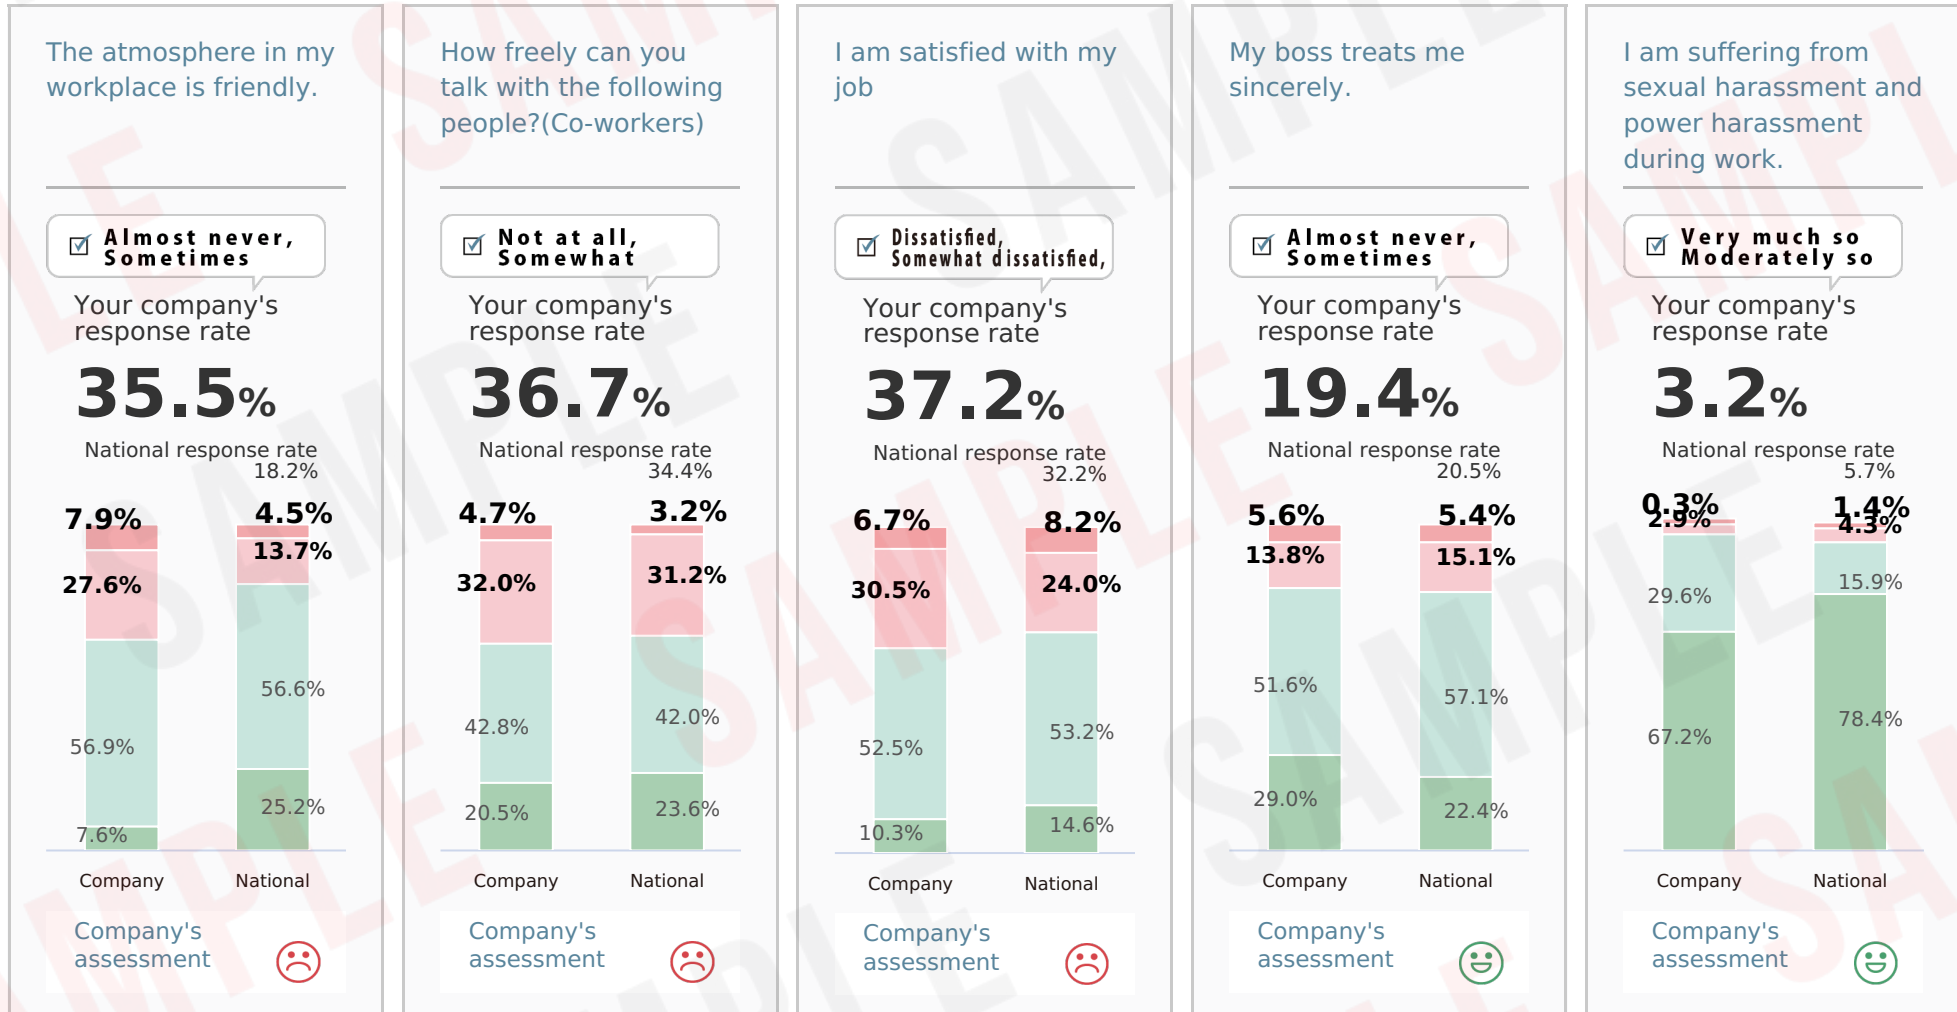 The atmosphere in my
workplace is friendly.
Almost never,
Sometimes
Your company's
response rate
35.5%
National response rate
18.2%
7.9%
4.5%
13.7%
27.6%
56.6%
56.9%
25.2%
7.6%
Company
National
Company's
assessment
How freely can you
talk with the following
people?(Co-workers)
Not at all,
Somewhat
Your company's
response rate
36.7%
National response rate
34.4%
4.7%
3.2%
32.0%
31.2%
42.8%
42.0%
20.5%
23.6%
Company
National
Company's
assessment
I am satisfied with my
job
Dissatisfied,
Somewhat dissatisfied,
Your company's
response rate
37.2%
National response rate
32.2%
6.7%
8.2%
30.5%
24.0%
52.5%
53.2%
10.3%
14.6%
Company
National
Company's
assessment
My boss treats me
sincerely.
Almost never,
Sometimes
Your company's
response rate
19.4%
National response rate
20.5%
5.6%
5.4%
13.8%
15.1%
51.6%
57.1%
29.0%
22.4%
Company
National
Company's
assessment
I am suffering from
sexual harassment and
power harassment
during work.
Very much so
Moderately so
Your company's
response rate
3.2%
National response rate
5.7%
0.3%
1.4%
2.9%
4.3%
29.6%
15.9%
67.2%
78.4%
Company
National
Company's
assessment
SAMPLE
SAMPLE
SAMPLE
SAMPLE
SAMPLE
SAMPLE